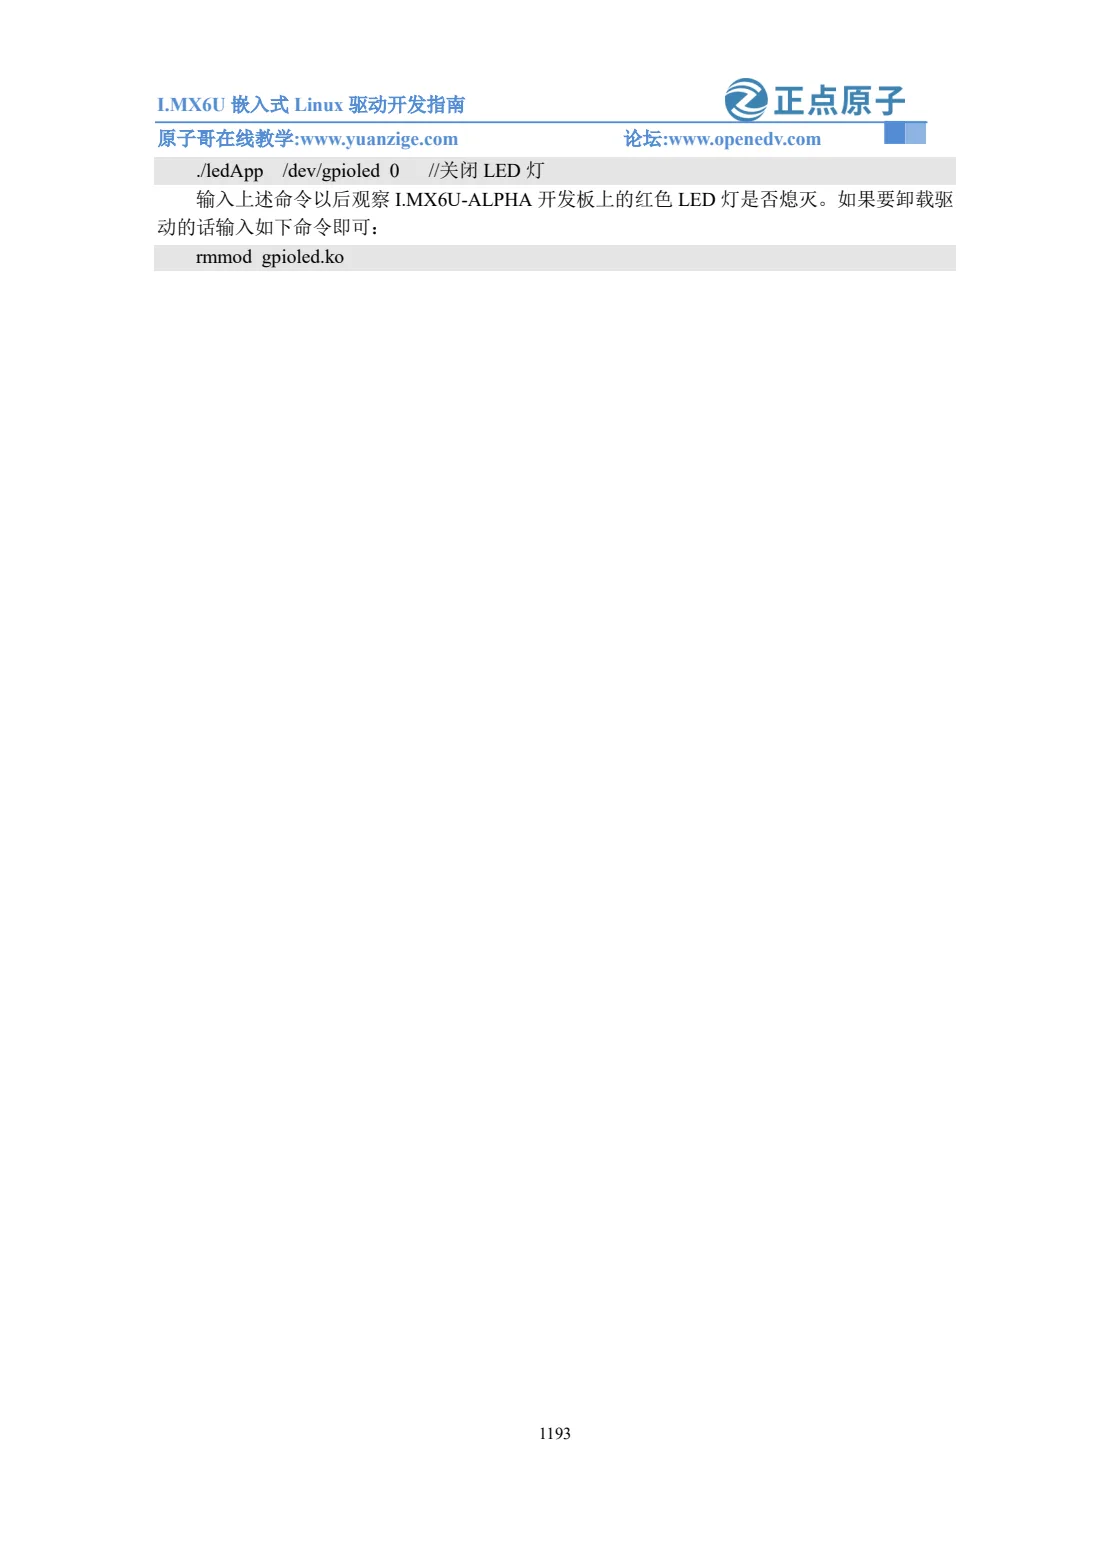 I.MX6U 嵌入式 Linux 驱动开发指南
正点原子
原子哥在线教学:www.yuanzige.com 论坛:www.openedv.com
./ledApp /dev/gpioled 0 //关闭 LED 灯
输入上述命令以后观察 I.MX6U-ALPHA 开发板上的红色 LED 灯是否熄灭。如果要卸载驱
动的话输入如下命令即可：
rmmod gpioled.ko
1193